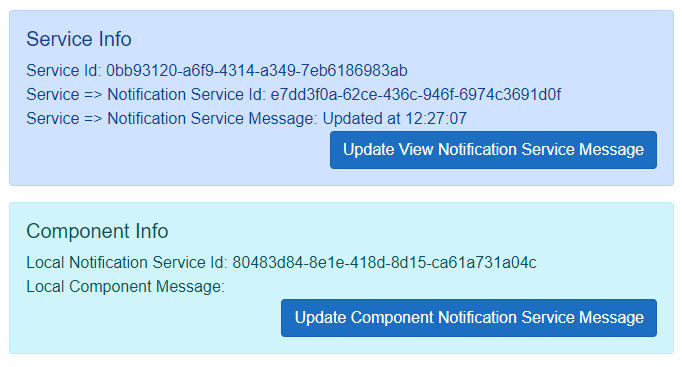 Service Info
Service Id: 0bb93120-a6f9-4314-a349-7eb6186983ab
Service => Notification Service Id: e7dd3f0a-62ce-436c-946f-6974c3691d0f
Service => Notification Service Message: Updated at 12:27:07
Update View Notification Service Message
Component Info
Local Notification Service Id: 80483d84-8e1e-418d-8d15-ca61a731a04c
Local Component Message:
Update Component Notification Service Message